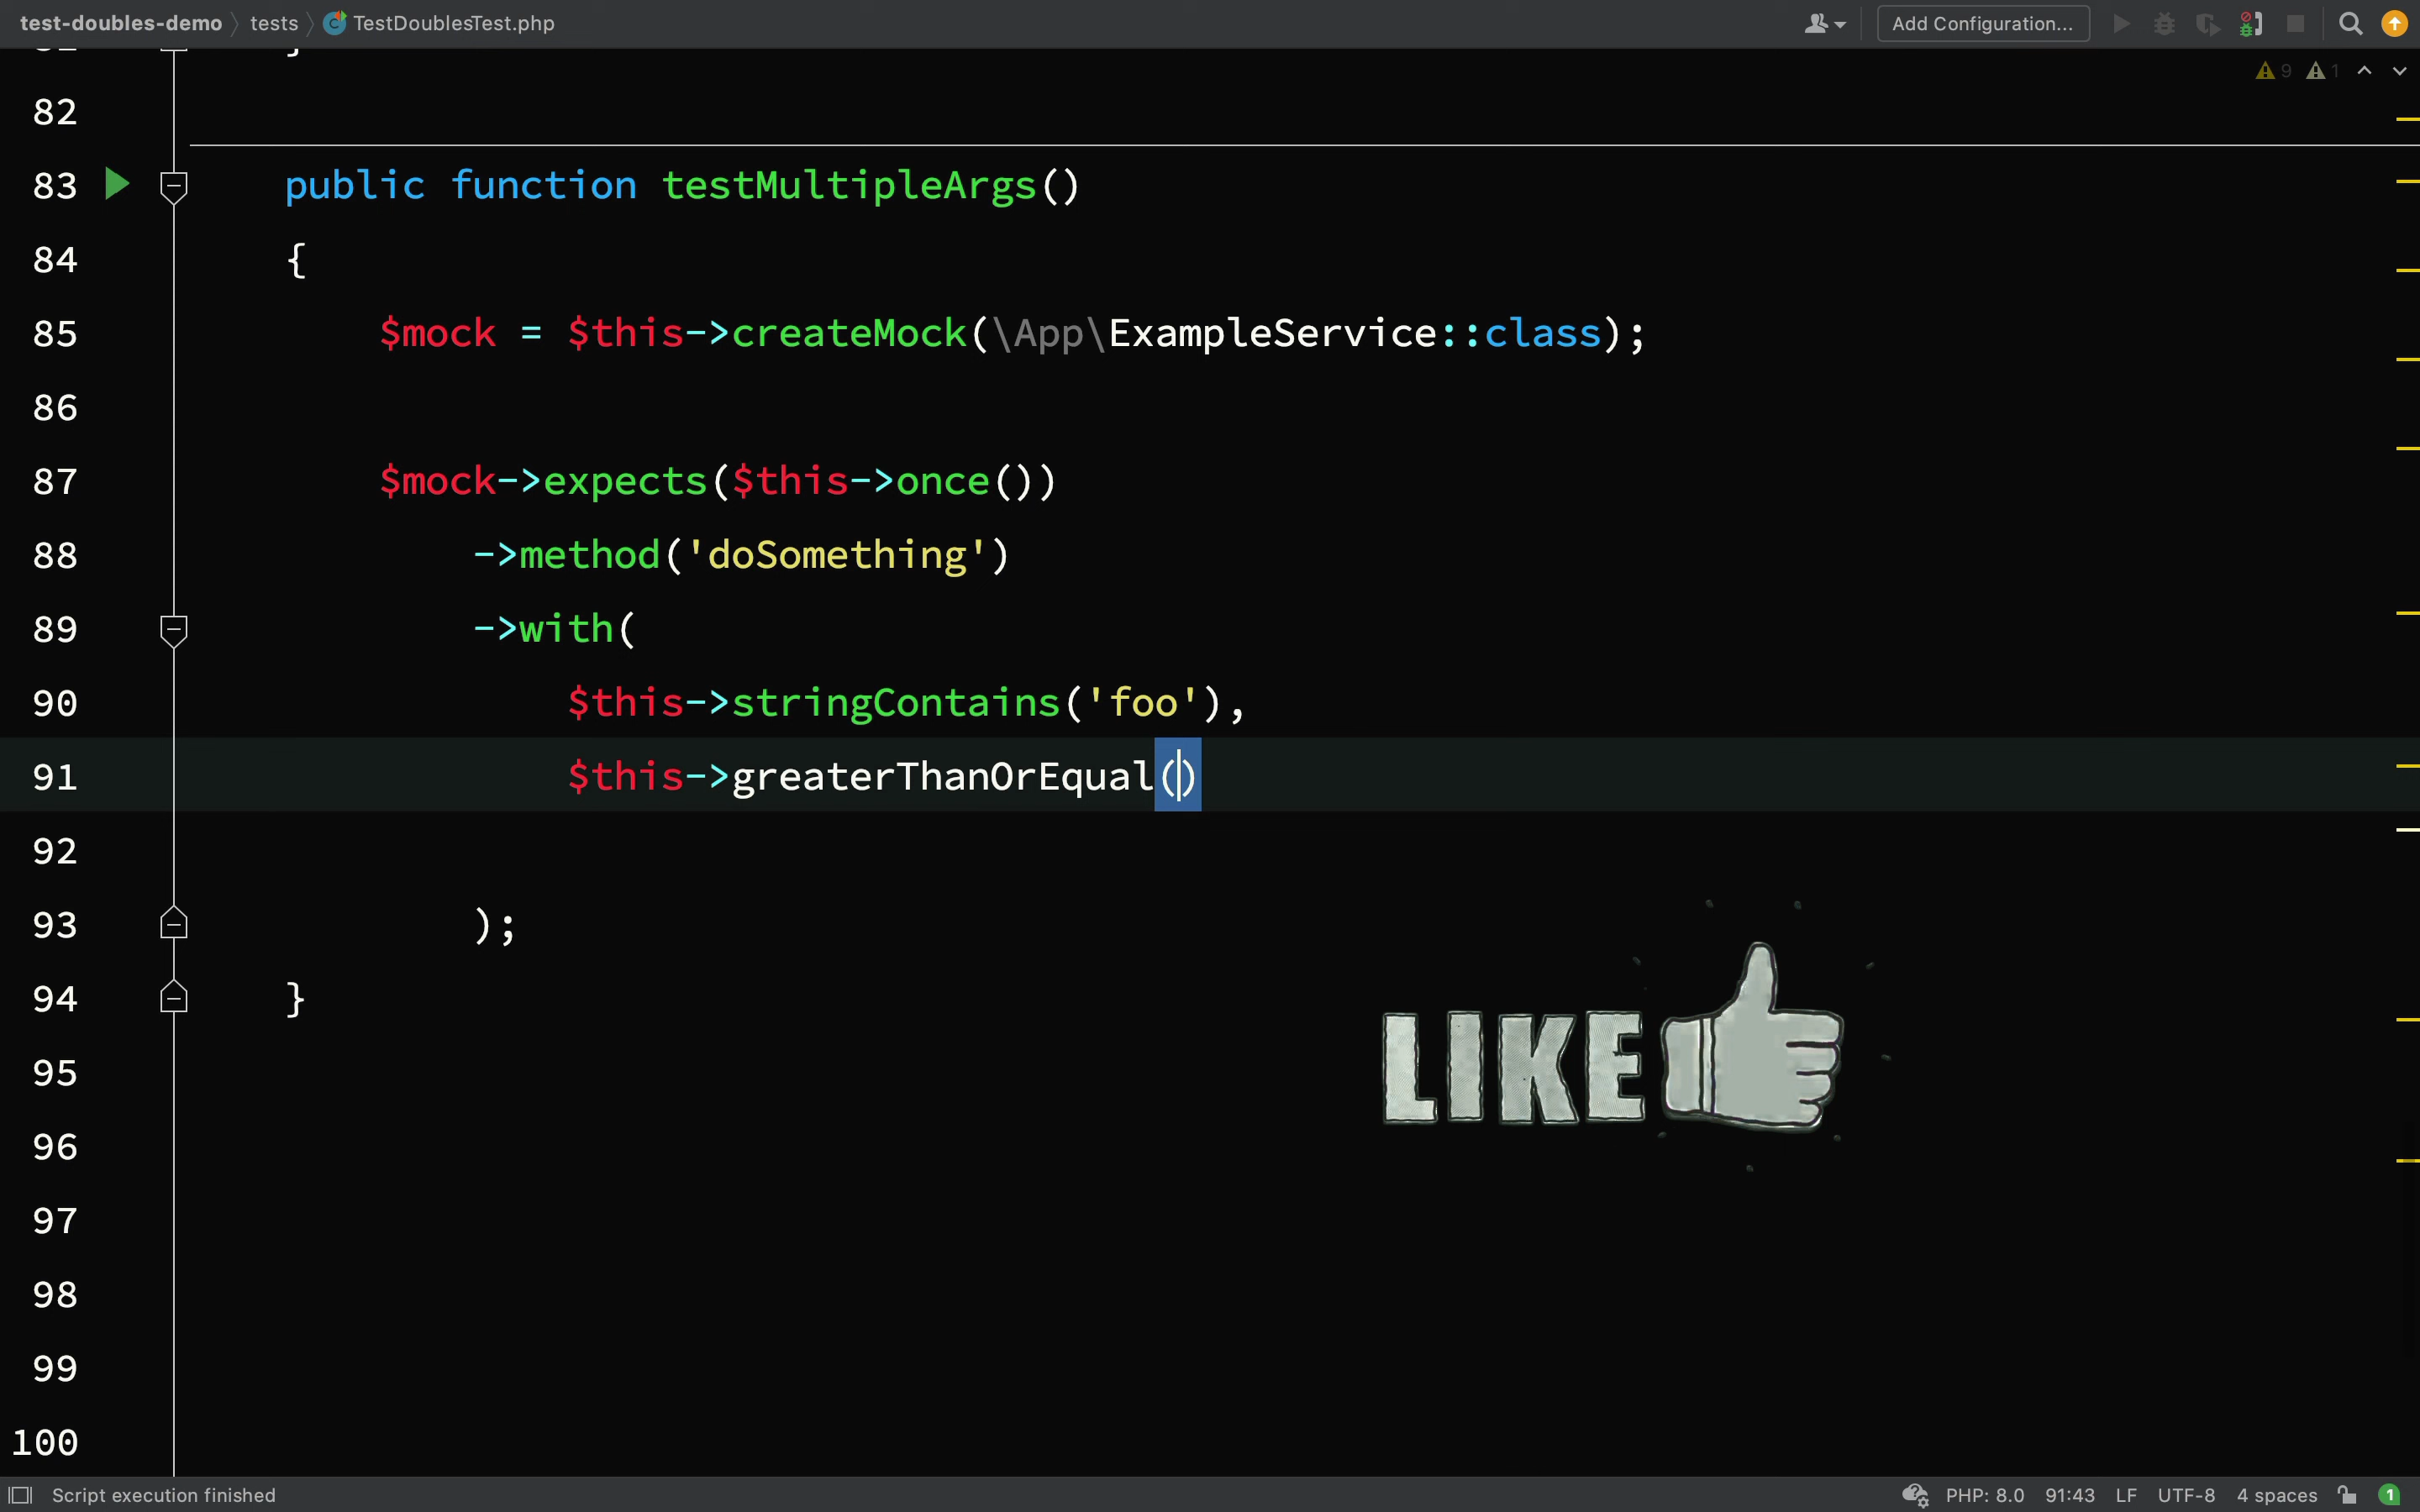 test-doubles-demo tests TestDoublesTest.php Add Configuration...
9 1
82
83 public function testMultipleArgs()
84 {
85 $mock = $this->createMock(\App\ExampleService::class);
86
87 $mock->expects($this->once())
88 ->method('doSomething')
89 ->with(
90 $this->stringContains('foo'),
91 $this->greaterThanOrEqual()
92
93 );
94 }
95
96
97
98
99
100
LIKE
Script execution finished PHP: 8.0 91:43 LF UTF-8 4 spaces 1